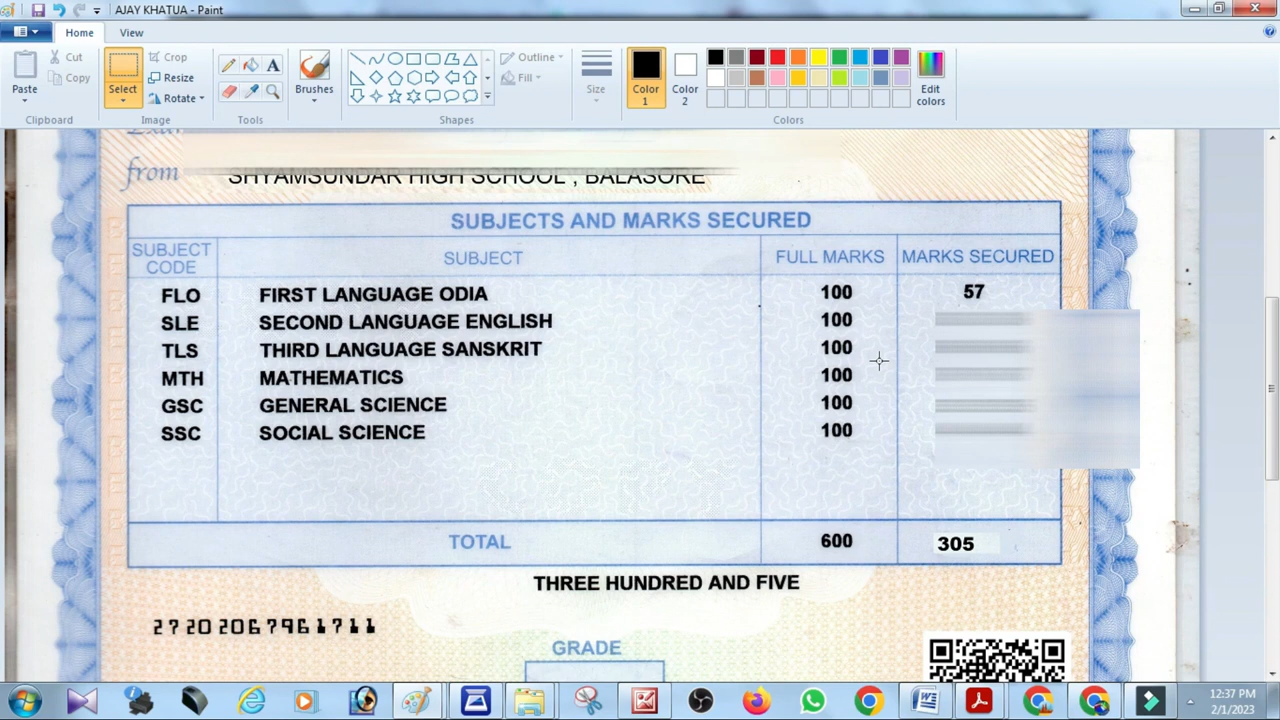 AJAY KHATUA - Paint
Home View
Paste
Cut
Copy
Clipboard
Select
Crop
Resize
Rotate
Image
Tools
Brushes
Shapes
Outline
Fill
Size
Color 1
Color 2
Edit colors
Colors
from
SHYAMSUNDAR HIGH SCHOOL , BALASORE
SUBJECTS AND MARKS SECURED
SUBJECT CODE SUBJECT FULL MARKS MARKS SECURED
FLO FIRST LANGUAGE ODIA 100 57
SLE SECOND LANGUAGE ENGLISH 100
TLS THIRD LANGUAGE SANSKRIT 100
MTH MATHEMATICS 100
GSC GENERAL SCIENCE 100
SSC SOCIAL SCIENCE 100
TOTAL 600 305
THREE HUNDRED AND FIVE
2720206796171​1
GRADE
12:37 PM
2/1/2023